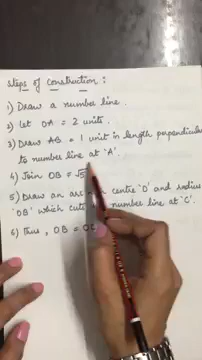 Steps of Construction :
1) Draw a number line.
2) Let OA = 2 units.
3) Draw AB = 1 unit in length perpendicular
to number line at 'A'.
4) Join OB = √5
5) Draw an arc centre 'O' and radius
'OB' which cuts number line at 'C'.
6) Thus, OB = OC